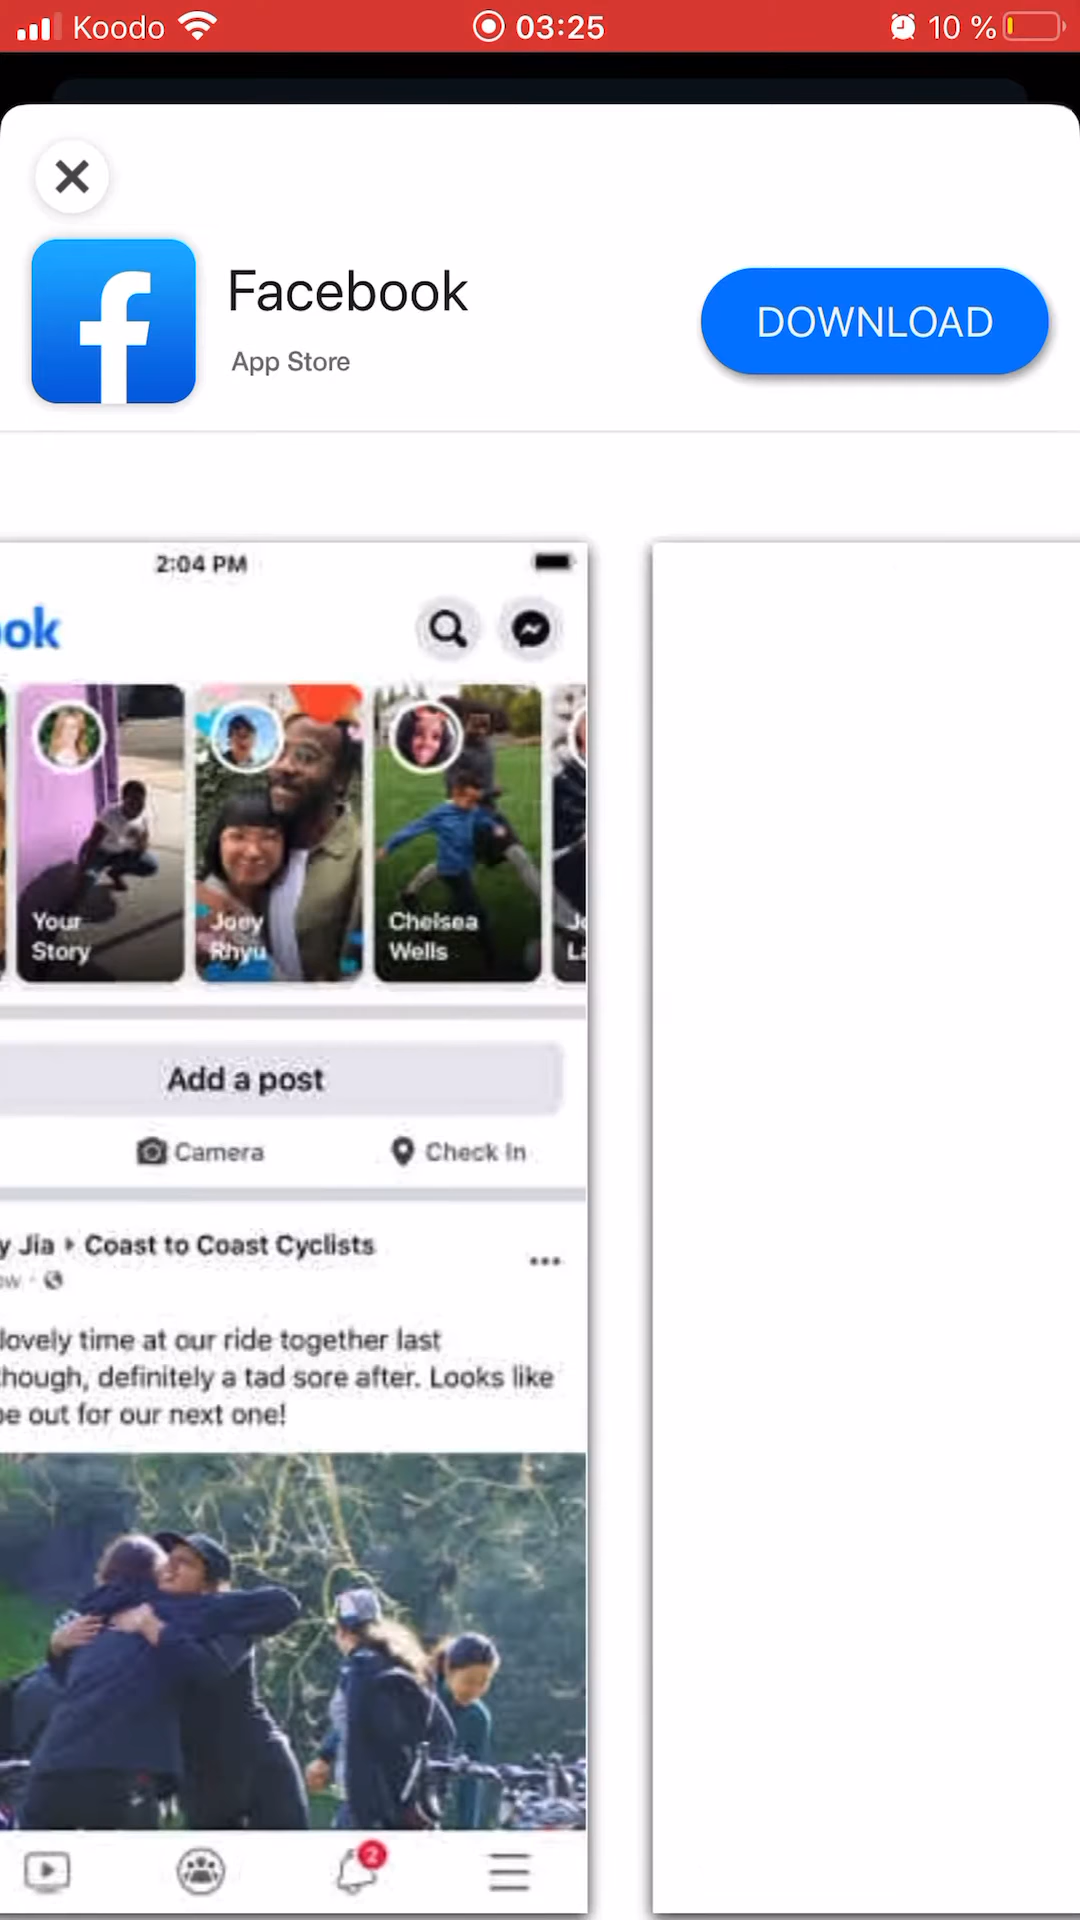 Koodo 03:25 10 %
Facebook
App Store
DOWNLOAD
2:04 PM
ok
Your
Story
Joey
Rhyu
Chelsea
Wells
Add a post
Camera Check In
y Jia Coast to Coast Cyclists
lovely time at our ride together last
though, definitely a tad sore after. Looks like
be out for our next one!
2